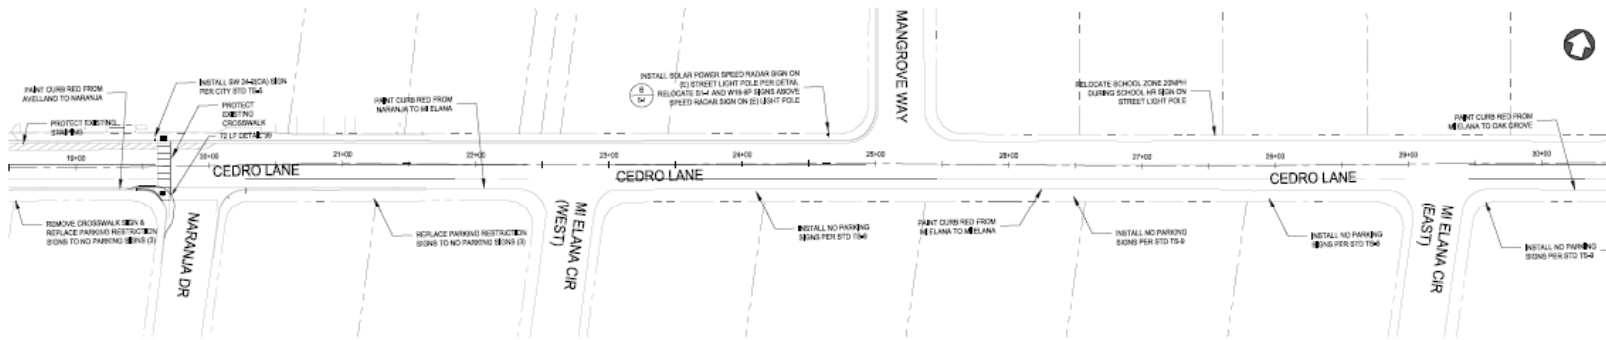 MANGROVE WAY
INSTALL SW 24-2(CA) SIGN
PER CITY STD TS-5
PAINT CURB RED FROM
AVELLANO TO NARANJA
PROTECT EXISTING
STRIPING
PROTECT
EXISTING
CROSSWALK
72 LF DETAIL 39
PAINT CURB RED FROM
NARANJA TO MI ELANA
INSTALL SOLAR POWER SPEED RADAR SIGN ON
(E) STREET LIGHT POLE PER DETAIL
RELOCATE S1-1 AND W16-9P SIGNS ABOVE
SPEED RADAR SIGN ON (E) LIGHT POLE
RELOCATE SCHOOL ZONE 20MPH
DURING SCHOOL HR SIGN ON
STREET LIGHT POLE
PAINT CURB RED FROM
MI ELANA TO OAK GROVE
19+00
20+00
21+00
22+00
23+00
24+00
25+00
26+00
27+00
28+00
29+00
30+00
CEDRO LANE
CEDRO LANE
CEDRO LANE
REMOVE CROSSWALK SIGN &
REPLACE PARKING RESTRICTION
SIGNS TO NO PARKING SIGNS (3)
NARANJA DR
REPLACE PARKING RESTRICTION
SIGNS TO NO PARKING SIGNS (3)
MI ELANA CIR
(WEST)
INSTALL NO PARKING
SIGNS PER STD
PAINT CURB RED FROM
MI ELANA TO MI ELANA
INSTALL NO PARKING
SIGNS PER STD
INSTALL NO PARKING
SIGNS PER STD
MI ELANA CIR
(EAST)
INSTALL NO PARKING
SIGNS PER STD